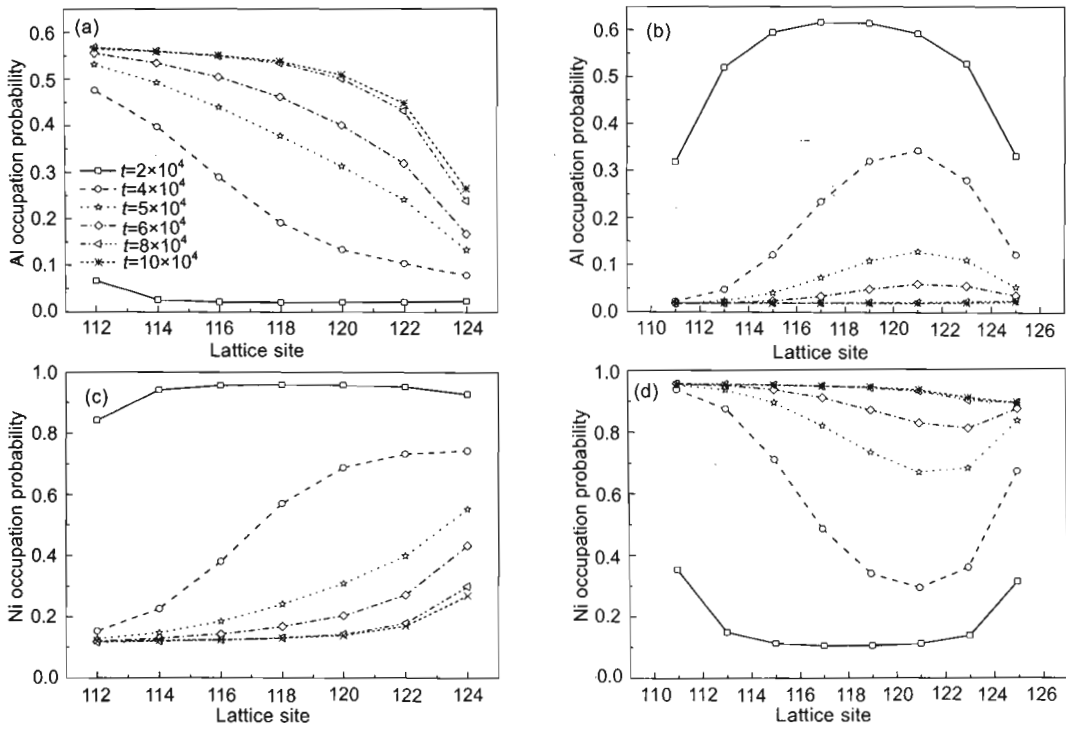 (a)
0.6
0.5
0.4
0.3
0.2
0.1
0.0
Al occupation probability
t=2×10⁴
t=4×10⁴
t=5×10⁴
t=6×10⁴
t=8×10⁴
t=10×10⁴
112 114 116 118 120 122 124
Lattice site
(b)
0.6
0.5
0.4
0.3
0.2
0.1
0.0
Al occupation probability
110 112 114 116 118 120 122 124 126
Lattice site
(c)
1.0
0.8
0.6
0.4
0.2
0.0
Ni occupation probability
112 114 116 118 120 122 124
Lattice site
(d)
1.0
0.8
0.6
0.4
0.2
0.0
Ni occupation probability
110 112 114 116 118 120 122 124 126
Lattice site